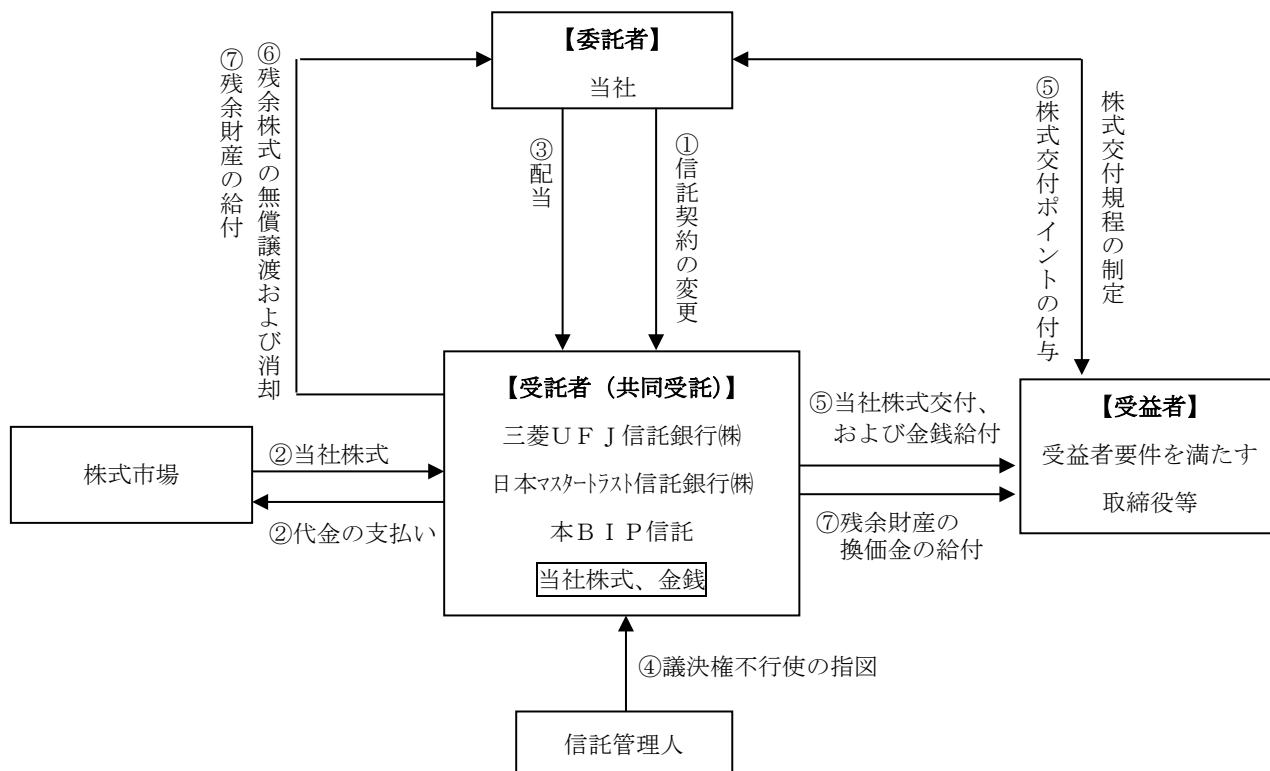 【委託者】
当社
⑦残余財産の給付
⑥残余株式の無償譲渡および消却
③配当
①信託契約の変更
⑤株式交付ポイントの付与
株式交付規程の制定
株式市場
②当社株式
②代金の支払い
【受託者（共同受託）】
三菱ＵＦＪ信託銀行㈱
日本ﾏｽﾀｰﾄﾗｽﾄ信託銀行㈱
本ＢＩＰ信託
当社株式、金銭
⑤当社株式交付、
および金銭給付
⑦残余財産の
換価金の給付
【受益者】
受益者要件を満たす
取締役等
④議決権不行使の指図
信託管理人